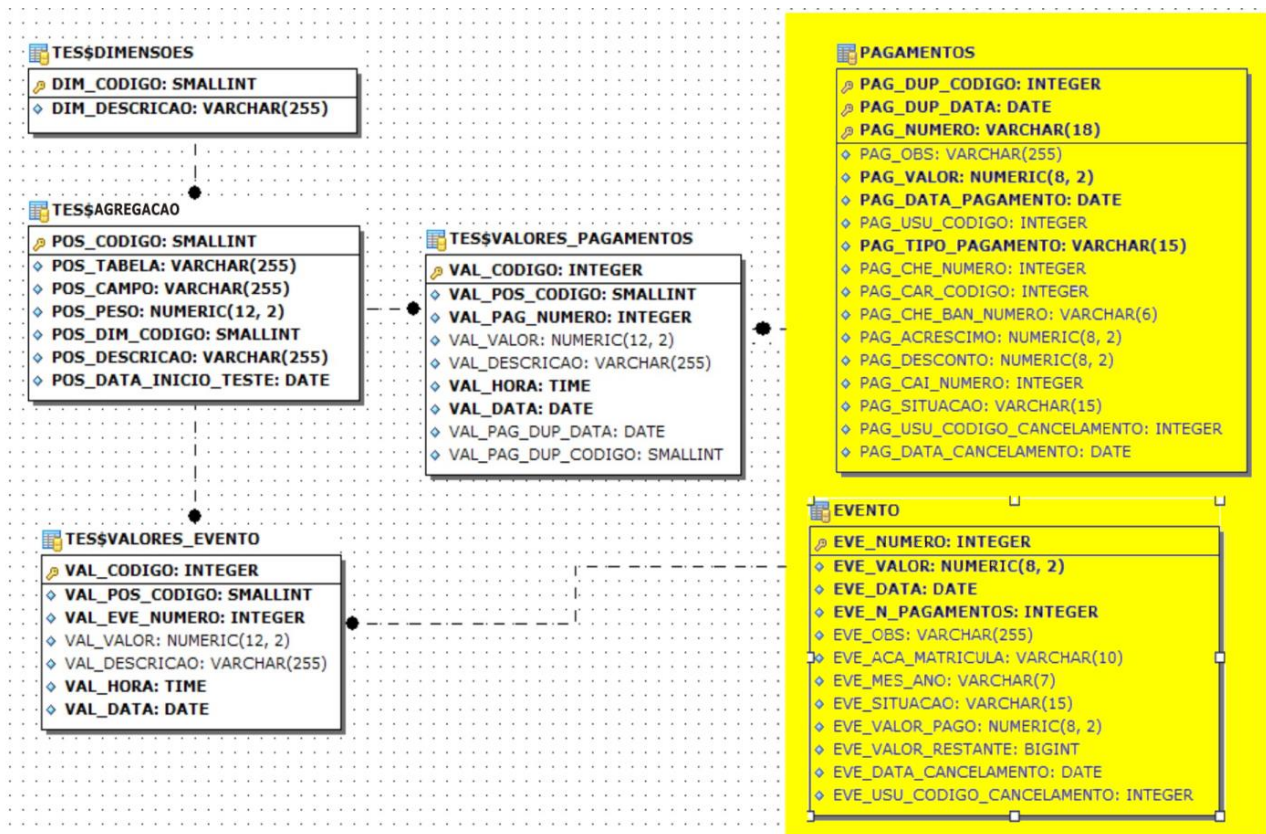 TES$DIMENSOES
DIM_CODIGO: SMALLINT
DIM_DESCRICAO: VARCHAR(255)
TES$AGREGACAO
POS_CODIGO: SMALLINT
POS_TABELA: VARCHAR(255)
POS_CAMPO: VARCHAR(255)
POS_PESO: NUMERIC(12, 2)
POS_DIM_CODIGO: SMALLINT
POS_DESCRICAO: VARCHAR(255)
POS_DATA_INICIO_TESTE: DATE
TES$VALORES_PAGAMENTOS
VAL_CODIGO: INTEGER
VAL_POS_CODIGO: SMALLINT
VAL_PAG_NUMERO: INTEGER
VAL_VALOR: NUMERIC(12, 2)
VAL_DESCRICAO: VARCHAR(255)
VAL_HORA: TIME
VAL_DATA: DATE
VAL_PAG_DUP_DATA: DATE
VAL_PAG_DUP_CODIGO: SMALLINT
TES$VALORES_EVENTO
VAL_CODIGO: INTEGER
VAL_POS_CODIGO: SMALLINT
VAL_EVE_NUMERO: INTEGER
VAL_VALOR: NUMERIC(12, 2)
VAL_DESCRICAO: VARCHAR(255)
VAL_HORA: TIME
VAL_DATA: DATE
PAGAMENTOS
PAG_DUP_CODIGO: INTEGER
PAG_DUP_DATA: DATE
PAG_NUMERO: VARCHAR(18)
PAG_OBS: VARCHAR(255)
PAG_VALOR: NUMERIC(8, 2)
PAG_DATA_PAGAMENTO: DATE
PAG_USU_CODIGO: INTEGER
PAG_TIPO_PAGAMENTO: VARCHAR(15)
PAG_CHE_NUMERO: INTEGER
PAG_CAR_CODIGO: INTEGER
PAG_CHE_BAN_NUMERO: VARCHAR(6)
PAG_ACRESCIMO: NUMERIC(8, 2)
PAG_DESCONTO: NUMERIC(8, 2)
PAG_CAI_NUMERO: INTEGER
PAG_SITUACAO: VARCHAR(15)
PAG_USU_CODIGO_CANCELAMENTO: INTEGER
PAG_DATA_CANCELAMENTO: DATE
EVENTO
EVE_NUMERO: INTEGER
EVE_VALOR: NUMERIC(8, 2)
EVE_DATA: DATE
EVE_N_PAGAMENTOS: INTEGER
EVE_OBS: VARCHAR(255)
EVE_ACA_MATRICULA: VARCHAR(10)
EVE_MES_ANO: VARCHAR(7)
EVE_SITUACAO: VARCHAR(15)
EVE_VALOR_PAGO: NUMERIC(8, 2)
EVE_VALOR_RESTANTE: BIGINT
EVE_DATA_CANCELAMENTO: DATE
EVE_USU_CODIGO_CANCELAMENTO: INTEGER